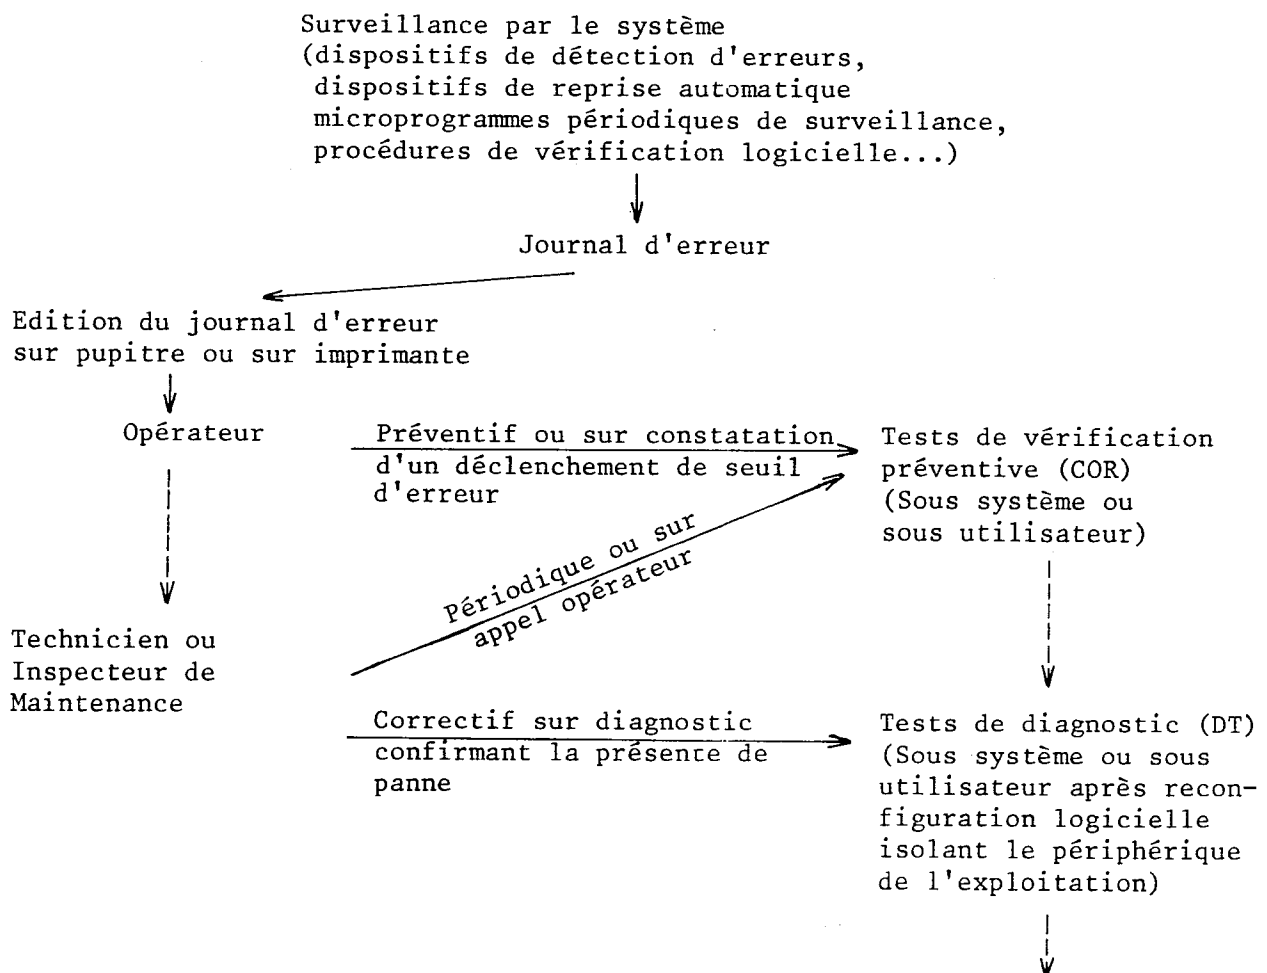 Surveillance par le système
(dispositifs de détection d'erreurs,
dispositifs de reprise automatique
microprogrammes périodiques de surveillance,
procédures de vérification logicielle...)
Journal d'erreur
Edition du journal d'erreur
sur pupitre ou sur imprimante
Opérateur
Préventif ou sur constatation
d'un déclenchement de seuil
d'erreur
Tests de vérification
préventive (COR)
(Sous système ou
sous utilisateur)
Périodique ou sur
appel opérateur
Technicien ou
Inspecteur de
Maintenance
Correctif sur diagnostic
confirmant la présence de
panne
Tests de diagnostic (DT)
(Sous système ou sous
utilisateur après recon-
figuration logicielle
isolant le périphérique
de l'exploitation)